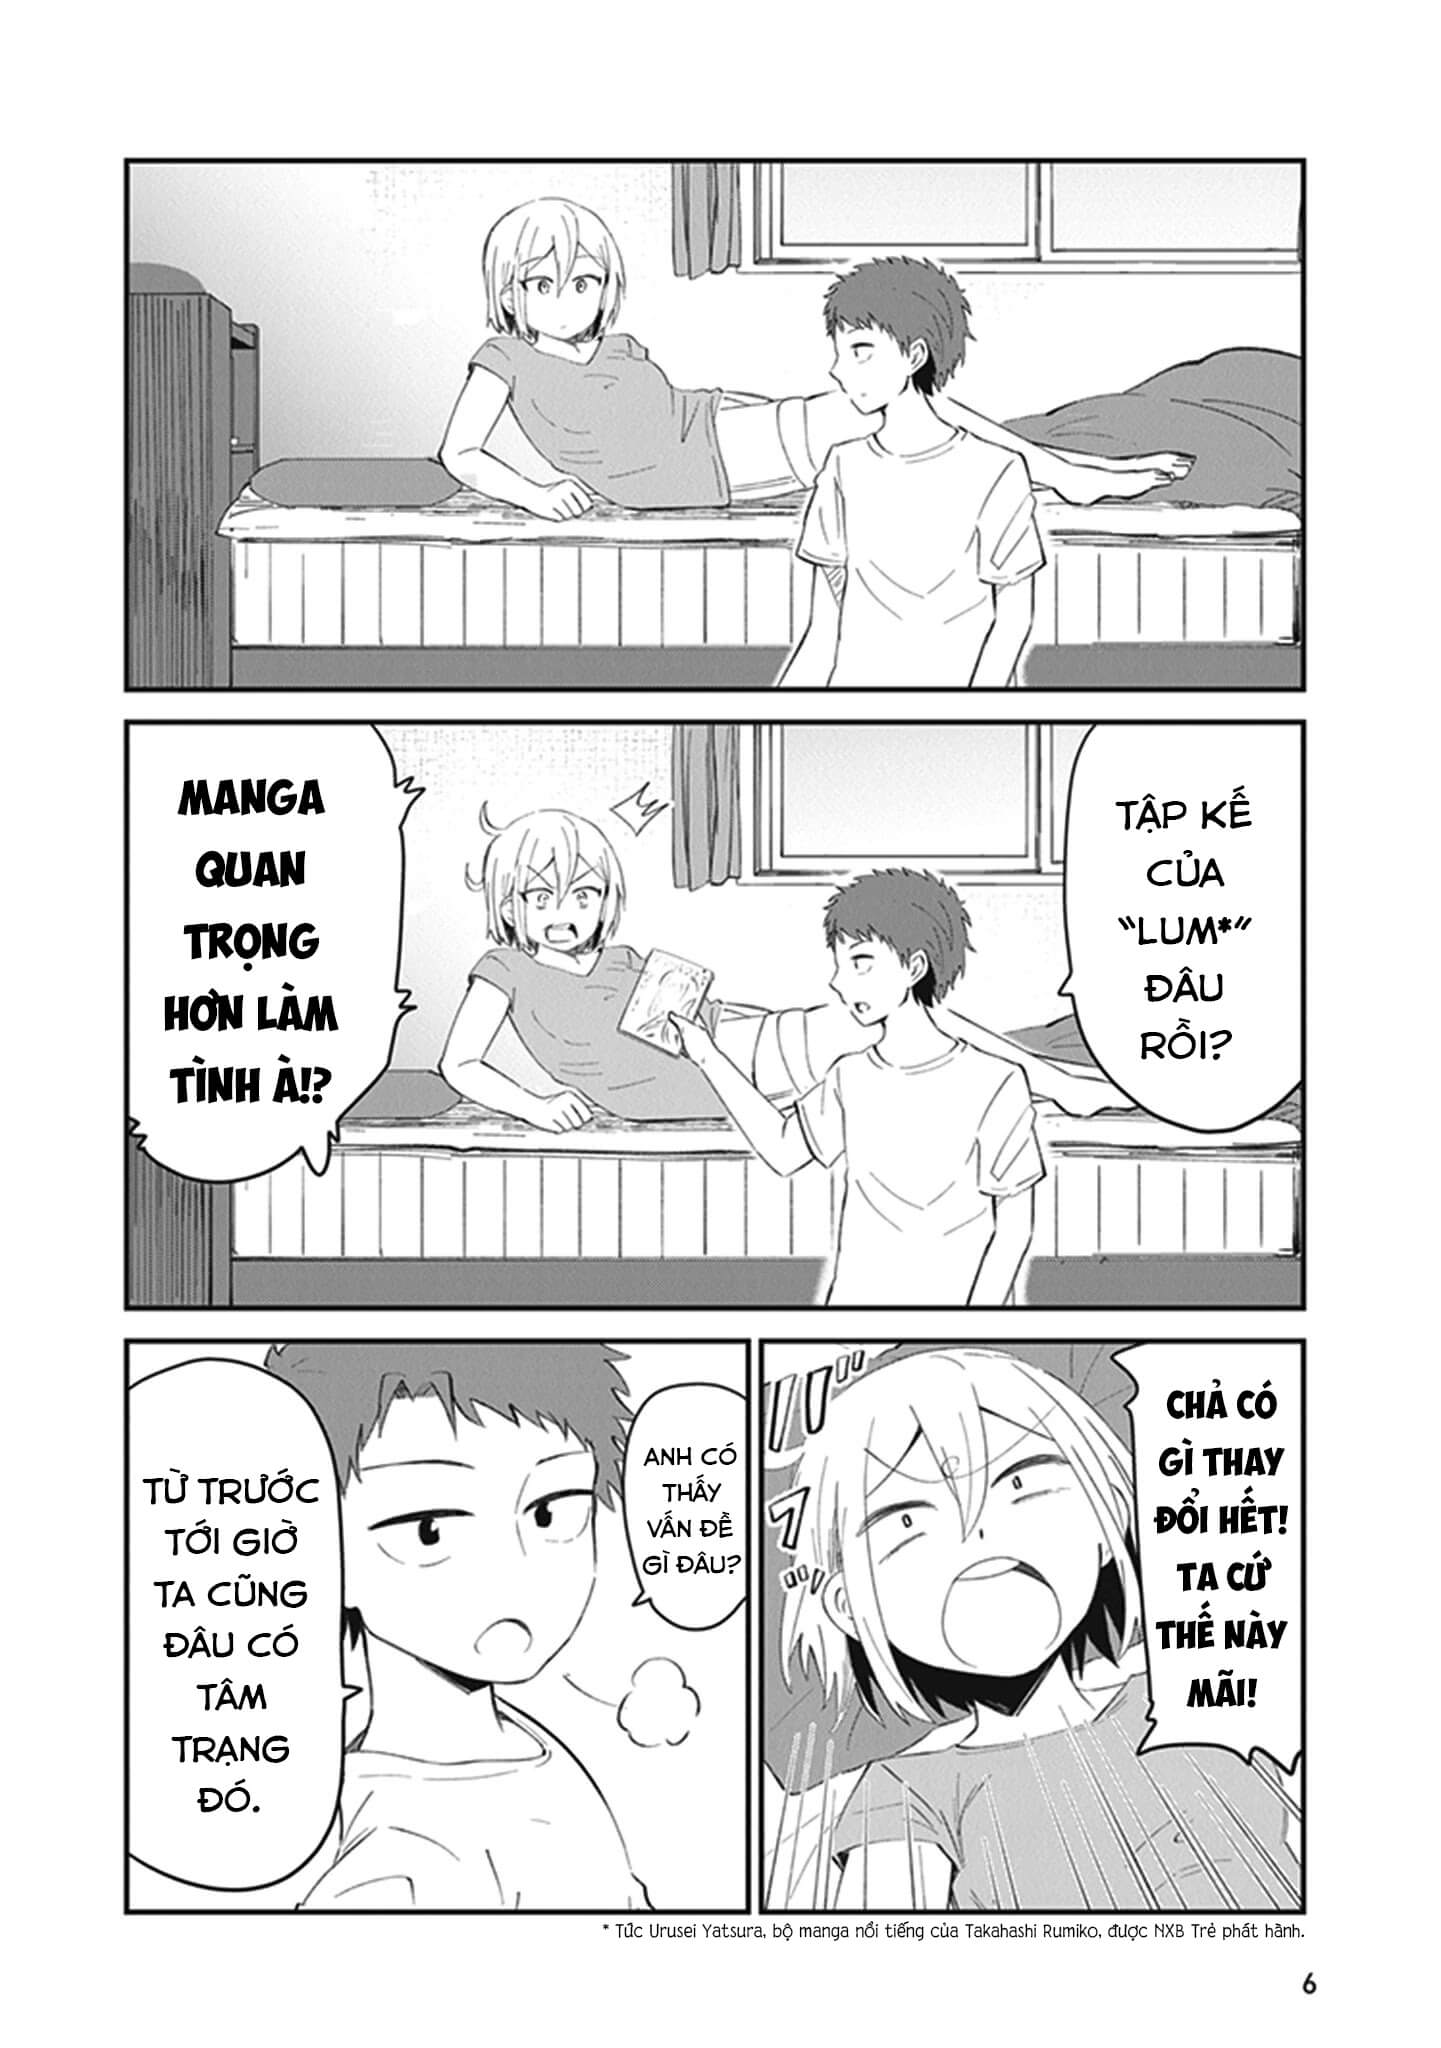 TẬP KẾ
CỦA
“LUM*”
ĐÂU
RỒI?
MANGA
QUAN
TRỌNG
HƠN LÀM
TÌNH À!?
CHẢ CÓ
GÌ THAY
ĐỔI HẾT!
TA CỨ
THẾ NÀY
MÃI!
ANH CÓ
THẤY
VẤN ĐỀ
GÌ ĐÂU?
TỪ TRƯỚC
TỚI GIỜ
TA CŨNG
ĐÂU CÓ
TÂM
TRẠNG
ĐÓ.
* Tức Urusei Yatsura, bộ manga nổi tiếng của Takahashi Rumiko, được NXB Trẻ phát hành.
6